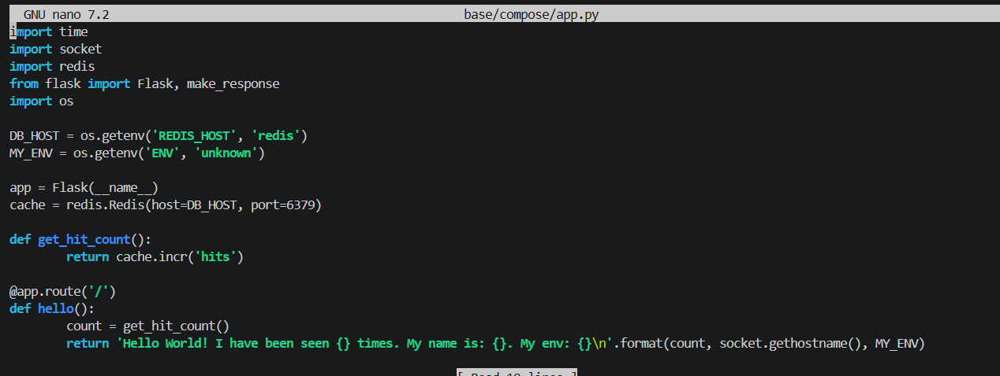 GNU nano 7.2 base/compose/app.py
import time
import socket
import redis
from flask import Flask, make_response
import os
DB_HOST = os.getenv('REDIS_HOST', 'redis')
MY_ENV = os.getenv('ENV', 'unknown')
app = Flask(__name__)
cache = redis.Redis(host=DB_HOST, port=6379)
def get_hit_count():
        return cache.incr('hits')
@app.route('/')
def hello():
        count = get_hit_count()
        return 'Hello World! I have been seen {} times. My name is: {}. My env: {}\n'.format(count, socket.gethostname(), MY_ENV)
[ Read 19 lines ]